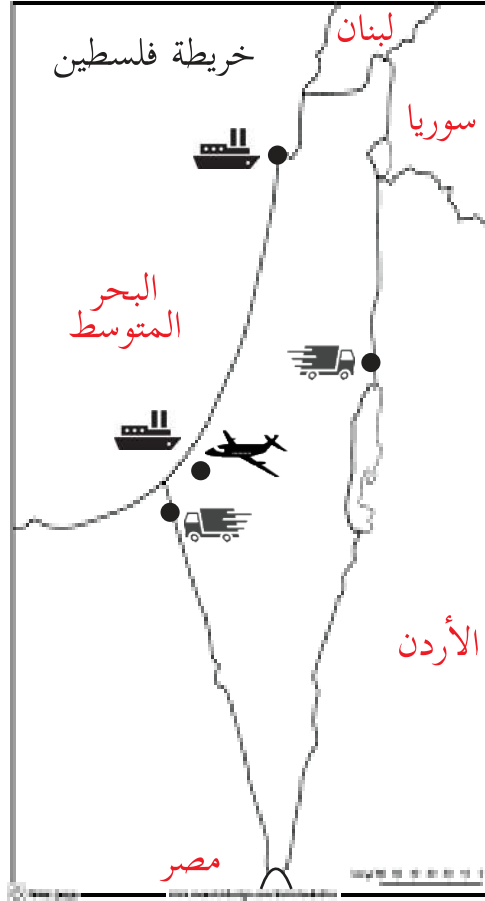 خريطة فلسطين
لبنان
سوريا
البحر
المتوسط
الأردن
مصر